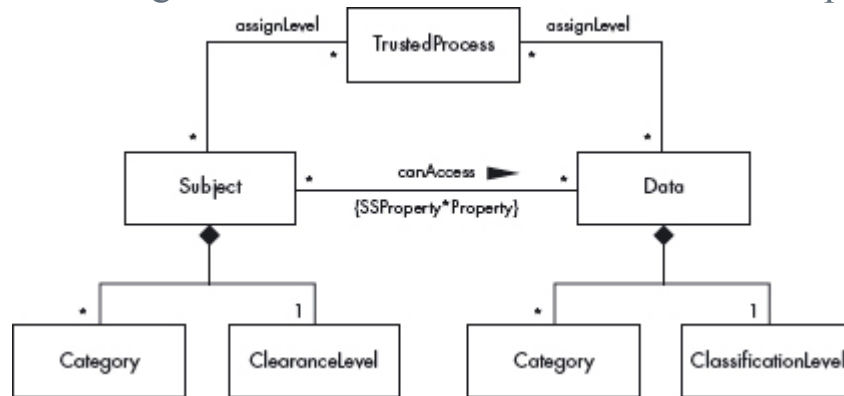 assignLevel
TrustedProcess
assignLevel
*
*
*
*
Subject
*
canAccess
*
Data
{SSProperty*Property}
*
1
*
1
Category
ClearanceLevel
Category
ClassificationLevel